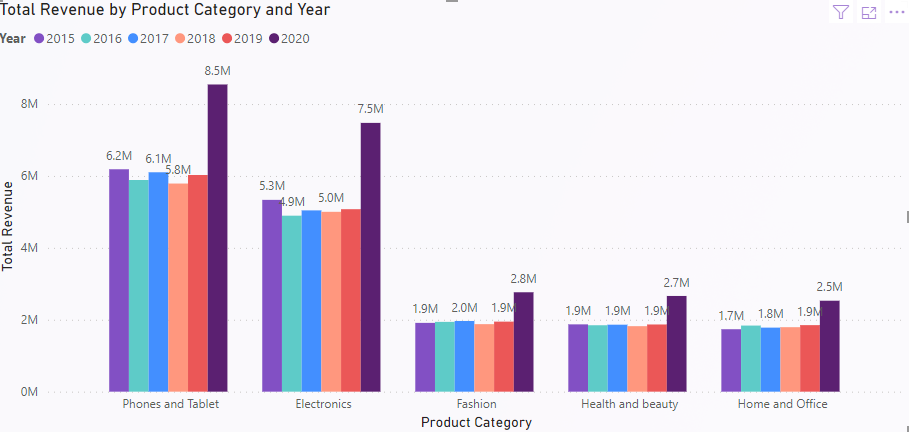 Total Revenue by Product Category and Year
Year 2015 2016 2017 2018 2019 2020
8.5M
8M
7.5M
6.2M 6.1M
5.8M
6M
5.3M
4.9M 5.0M
4M
2.8M 2.7M 2.5M
1.9M 2.0M 1.9M 1.9M 1.9M 1.9M 1.7M 1.8M 1.9M
2M
0M
Total Revenue
Phones and Tablet Electronics Fashion Health and beauty Home and Office
Product Category